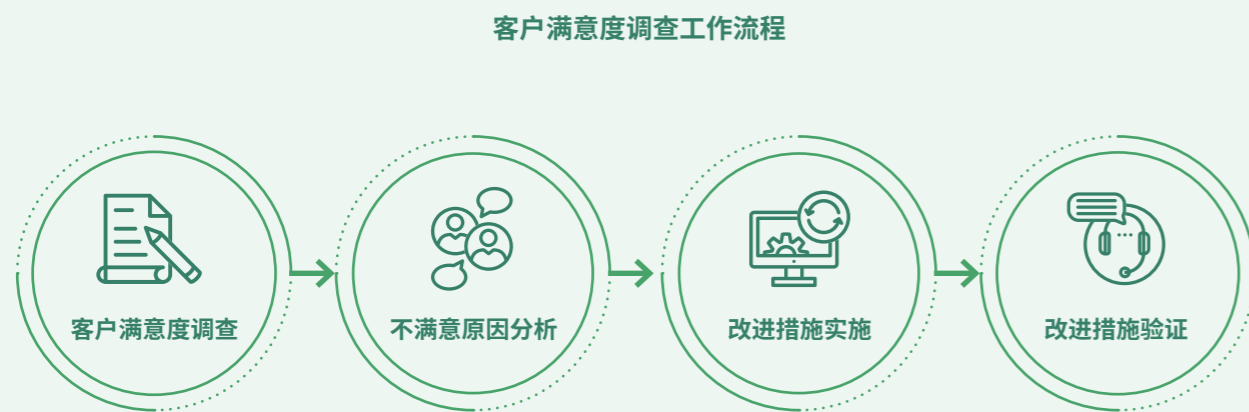 客户满意度调查工作流程
客户满意度调查
不满意原因分析
改进措施实施
改进措施验证